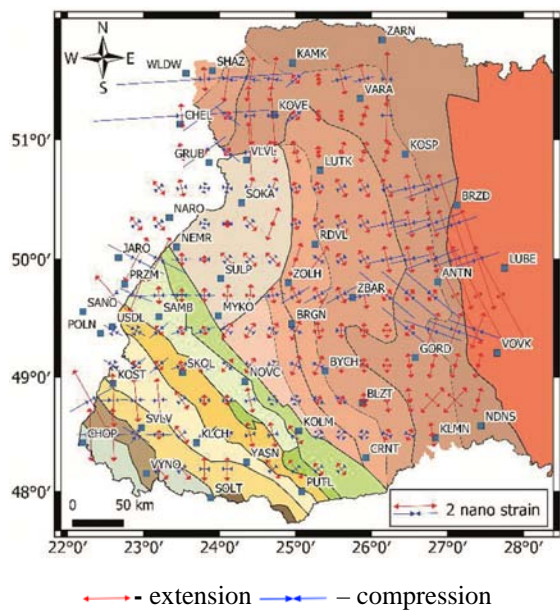 N
W E
S
ZARN
KAMK
WLDW SHAZ
VARA
KOVE
CHEL
51°0'
GRUB VLVL
KOSP
LUTK
SOKA
BRZD
NARO
RDVL
NEMR
JARO
50°0'
LUBE
PRZM
SULP
ZOLH
ANTN
ZBAR
SANO
USDL SAMB MYKO
POLN
BRGN
VOVK
GORD
SKOL
BYCH
49°0'
KOST
NOVC
BLZT
SVLV
KOLM
NDNS
CHOP
KLCH
KLMN
YASN
CRNT
VYNO
SOLT
PUTL
48°0'
0 50 km
2 nano strain
22°0' 23°0' 24°0' 25°0' 26°0' 27°0' 28°0'
- extension – compression